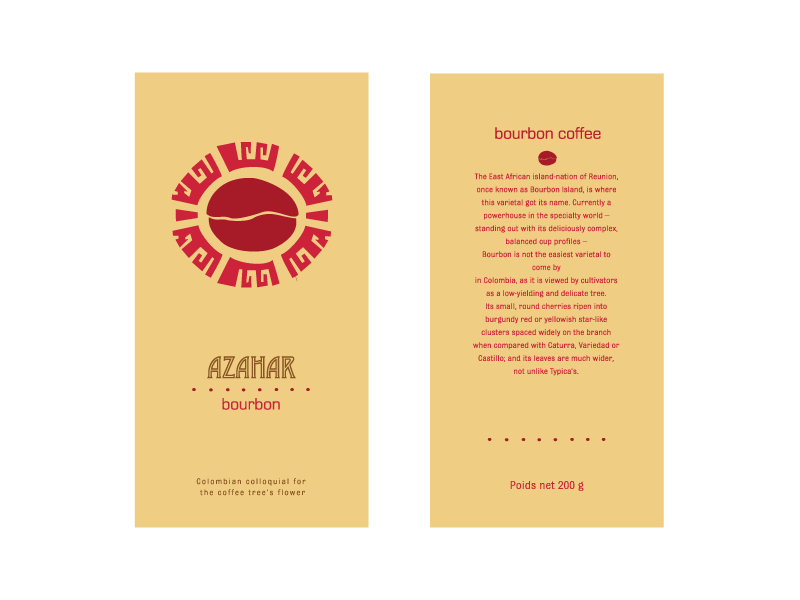 AZAHAR
bourbon
Colombian colloquial for
the coffee tree's flower
bourbon coffee
The East African island-nation of Reunion,
once known as Bourbon Island, is where
this varietal got its name. Currently a
powerhouse in the specialty world –
standing out with its deliciously complex,
balanced cup profiles –
Bourbon is not the easiest varietal to
come by
in Colombia, as it is viewed by cultivators
as a low-yielding and delicate tree.
Its small, round cherries ripen into
burgundy red or yellowish star-like
clusters spaced widely on the branch
when compared with Caturra, Variedad or
Castillo; and its leaves are much wider,
not unlike Typica's.
Poids net 200 g